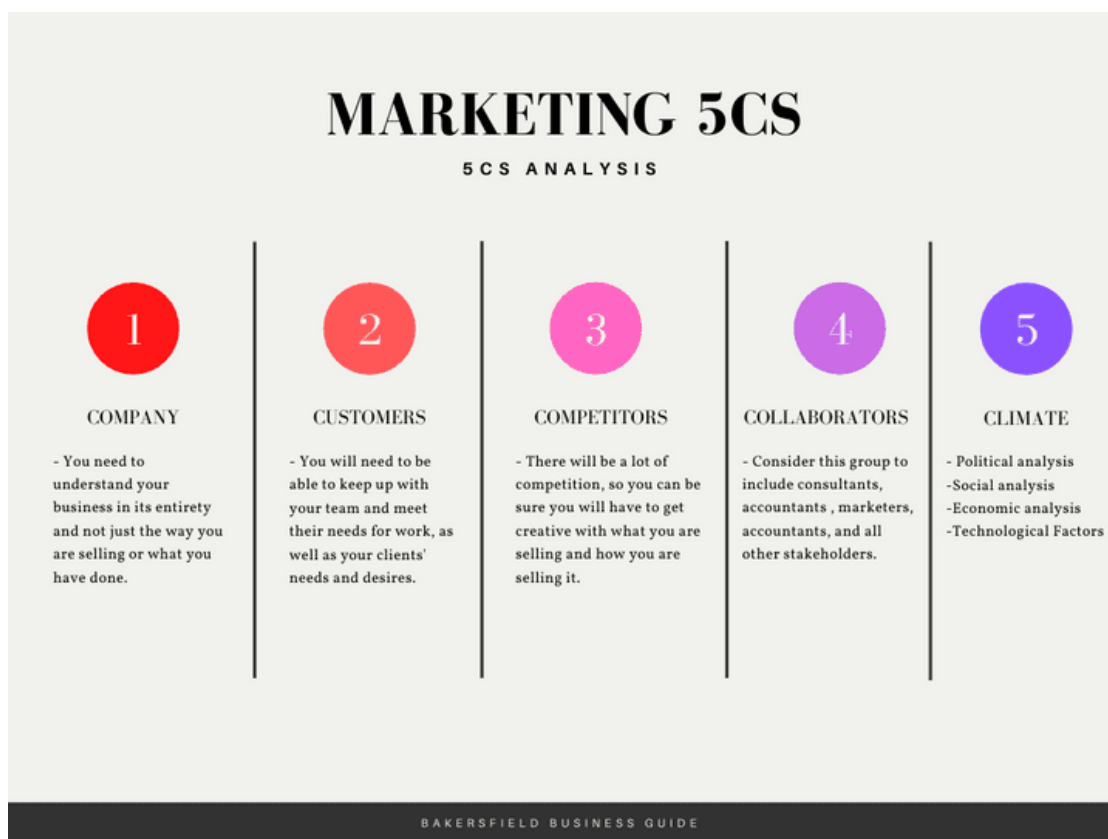 MARKETING 5CS
5CS ANALYSIS
1
COMPANY
- You need to
understand your
business in its entirety
and not just the way you
are selling or what you
have done.
2
CUSTOMERS
- You will need to be
able to keep up with
your team and meet
their needs for work, as
well as your clients'
needs and desires.
3
COMPETITORS
- There will be a lot of
competition, so you can be
sure you will have to get
creative with what you are
selling and how you are
selling it.
4
COLLABORATORS
- Consider this group to
include consultants,
accountants , marketers,
accountants, and all
other stakeholders.
5
CLIMATE
- Political analysis
-Social analysis
-Economic analysis
-Technological Factors
BAKERSFIELD BUSINESS GUIDE